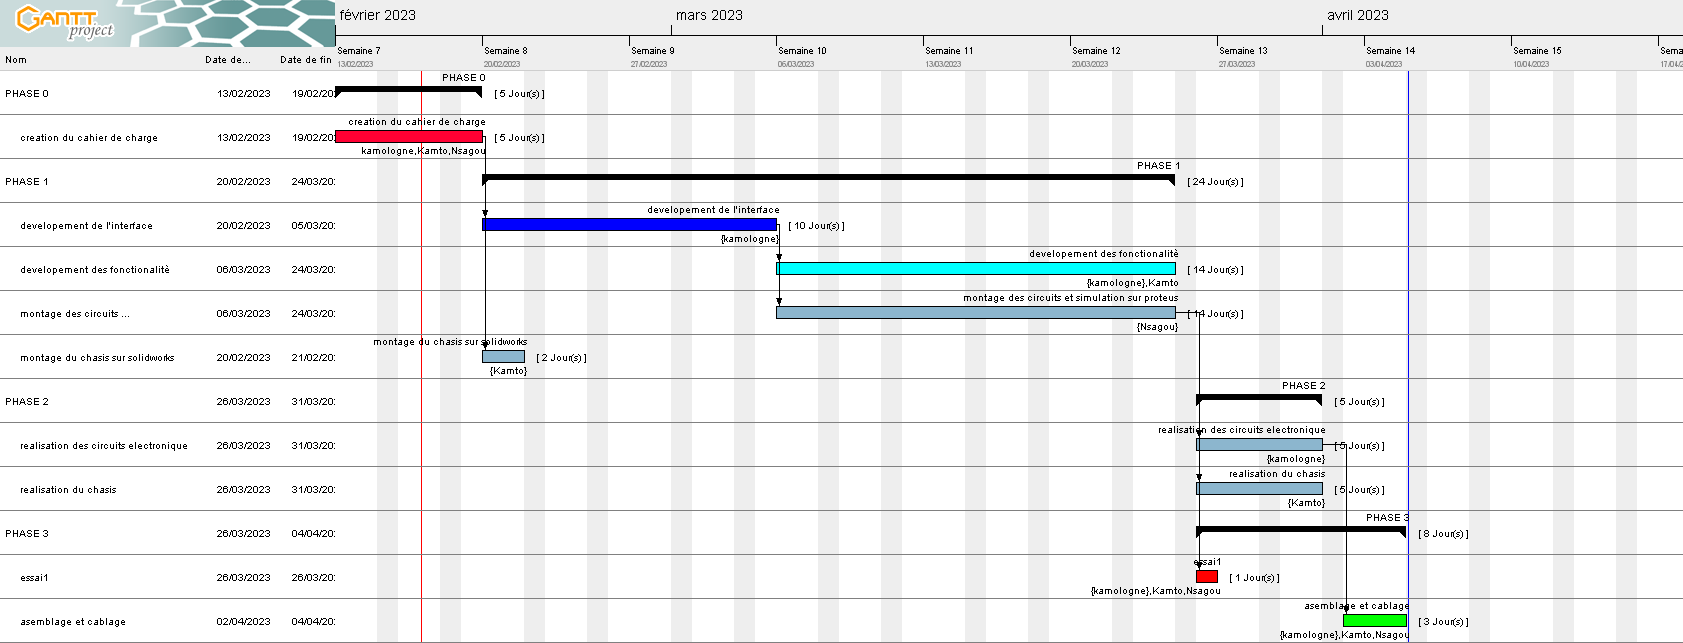 GANTT
project
février 2023
mars 2023
avril 2023
Semaine 7
Semaine 8
Semaine 9
Semaine 10
Semaine 11
Semaine 12
Semaine 13
Semaine 14
Semaine 15
Sema
Nom
Date de...
Date de fin
13/02/2023
20/02/2023
27/02/2023
06/03/2023
13/03/2023
20/03/2023
27/03/2023
03/04/2023
10/04/2023
17/04/2
PHASE 0
PHASE 0 13/02/2023 19/02/20 [ 5 Jour(s) ]
creation du cahier de charge
creation du cahier de charge 13/02/2023 19/02/20 [ 5 Jour(s) ]
kamologne,Kamto,Nsagou
PHASE 1
PHASE 1 20/02/2023 24/03/20 [ 24 Jour(s) ]
developement de l'interface
developement de l'interface 20/02/2023 05/03/20 [ 10 Jour(s) ]
{kamologne}
developement des fonctionalitè
developement des fonctionalitè 06/03/2023 24/03/20 [ 14 Jour(s) ]
{kamologne},Kamto
montage des circuits et simulation sur proteus
montage des circuits ... 06/03/2023 24/03/20 [ 14 Jour(s) ]
{Nsagou}
montage du chasis sur solidworks
montage du chasis sur solidworks 20/02/2023 21/02/20 [ 2 Jour(s) ]
{Kamto}
PHASE 2
PHASE 2 26/03/2023 31/03/20 [ 5 Jour(s) ]
realisation des circuits electronique
realisation des circuits electronique 26/03/2023 31/03/20 [ 5 Jour(s) ]
{kamologne}
realisation du chasis
realisation du chasis 26/03/2023 31/03/20 [ 5 Jour(s) ]
{Kamto}
PHASE 3
PHASE 3 26/03/2023 04/04/20 [ 8 Jour(s) ]
essai1
essai1 26/03/2023 26/03/20 [ 1 Jour(s) ]
{kamologne},Kamto,Nsagou
asemblage et cablage
asemblage et cablage 02/04/2023 04/04/20 [ 3 Jour(s) ]
{kamologne},Kamto,Nsagou